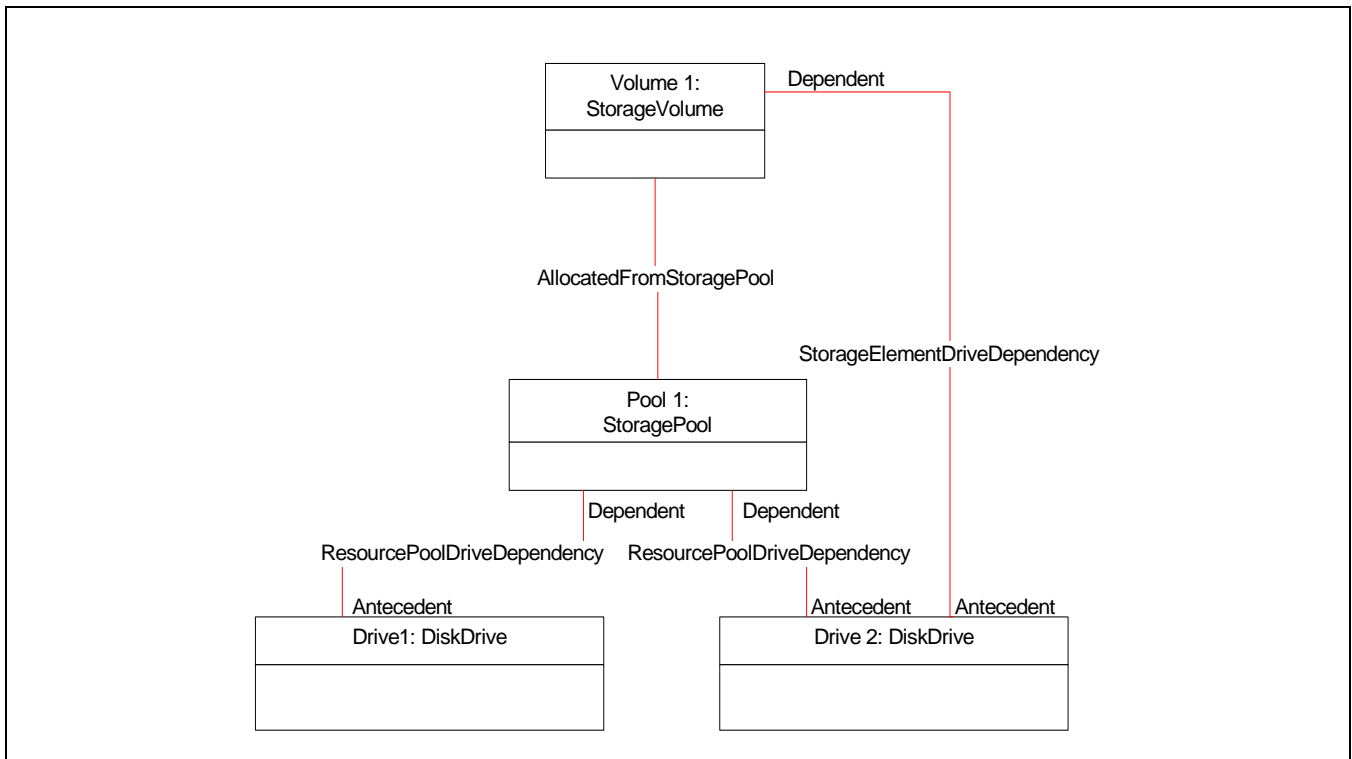 Volume 1:
StorageVolume
Dependent
AllocatedFromStoragePool
StorageElementDriveDependency
Pool 1:
StoragePool
Dependent
Dependent
ResourcePoolDriveDependency
ResourcePoolDriveDependency
Antecedent
Antecedent
Antecedent
Drive1: DiskDrive
Drive 2: DiskDrive